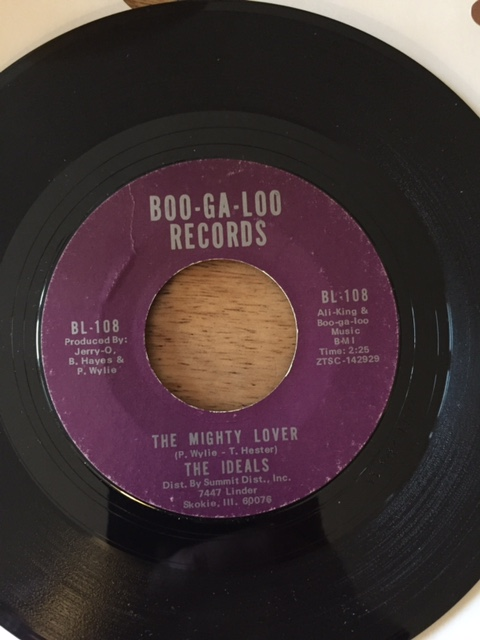 BOO-GA-LOO
RECORDS
BL-108
Produced By:
Jerry-O,
B. Hayes &
P. Wylie
BL-108
All-King &
Boo-ga-loo
Music
BMI
Time: 2:25
ZTSC-142929
THE MIGHTY LOVER
(P. Wylie - T. Hester)
THE IDEALS
Dist. By Summit Dist., Inc.
7447 Linder
Skokie, Ill. 60076